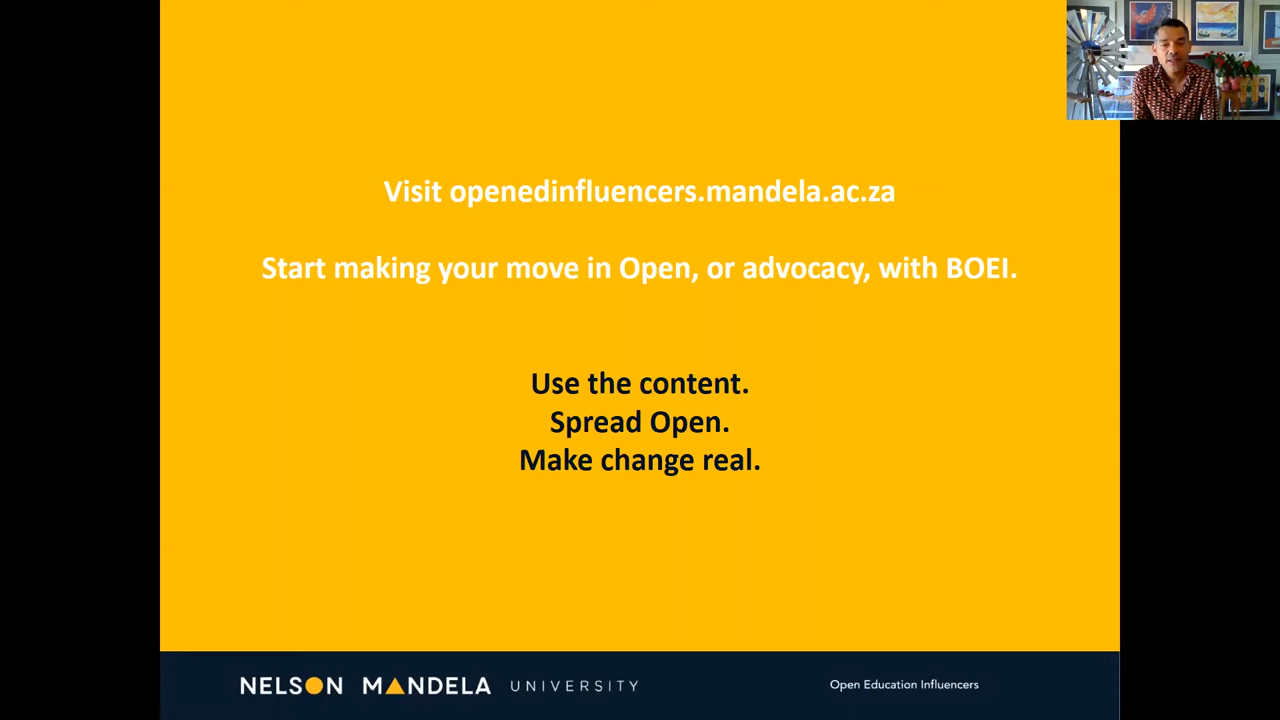 Visit openedinfluencers.mandela.ac.za
Start making your move in Open, or advocacy, with BOEI.
Use the content.
Spread Open.
Make change real.
NELSON MANDELA UNIVERSITY
Open Education Influencers